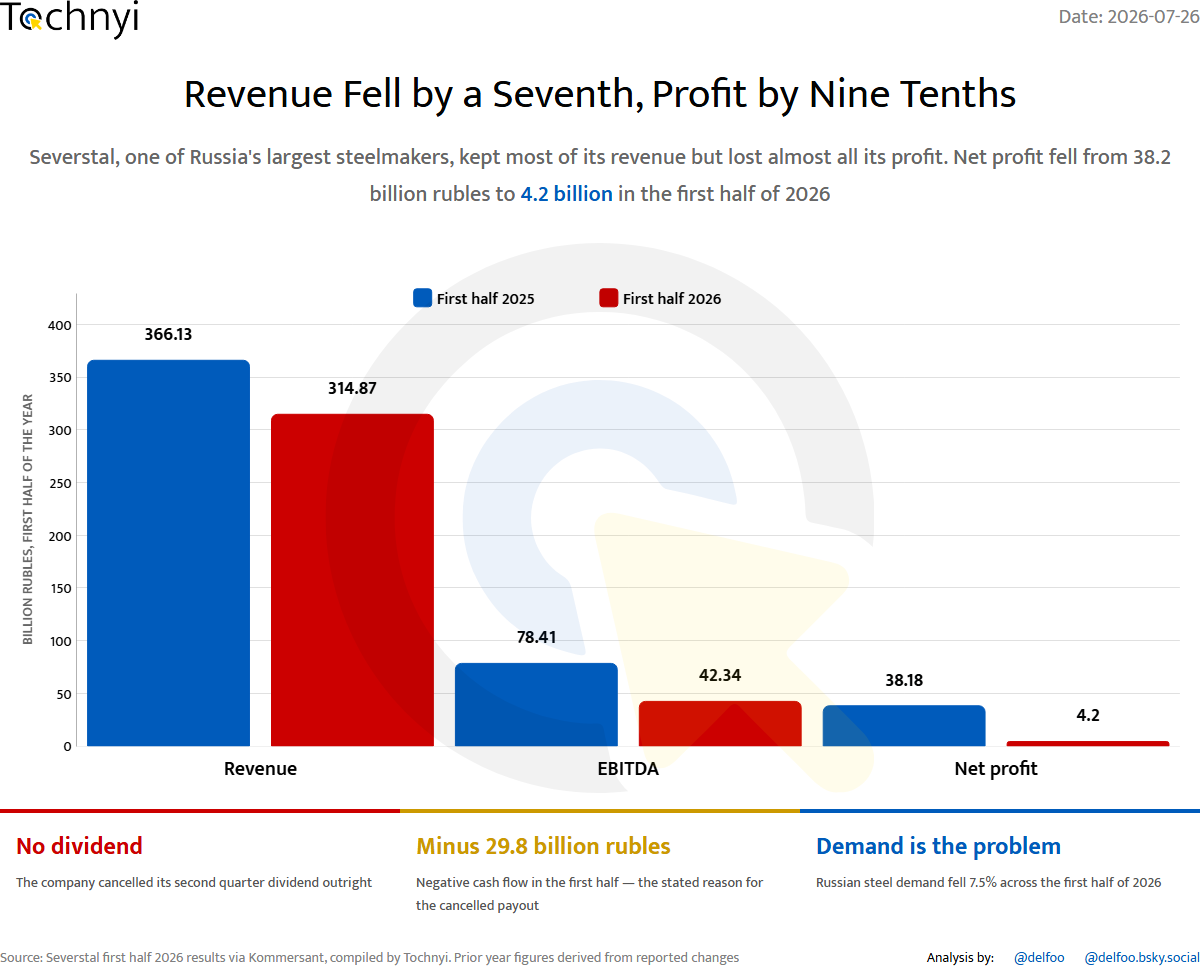 Tochnyi
Date: 2026-07-26
Revenue Fell by a Seventh, Profit by Nine Tenths
Severstal, one of Russia's largest steelmakers, kept most of its revenue but lost almost all its profit. Net profit fell from 38.2
billion rubles to 4.2 billion in the first half of 2026
First half 2025
First half 2026
BILLION RUBLES, FIRST HALF OF THE YEAR
400
350
300
250
200
150
100
50
0
366.13
314.87
78.41
42.34
38.18
4.2
Revenue
EBITDA
Net profit
No dividend
The company cancelled its second quarter dividend outright
Minus 29.8 billion rubles
Negative cash flow in the first half — the stated reason for
the cancelled payout
Demand is the problem
Russian steel demand fell 7.5% across the first half of 2026
Source: Severstal first half 2026 results via Kommersant, compiled by Tochnyi. Prior year figures derived from reported changes
Analysis by: @delfoo @delfoo.bsky.social